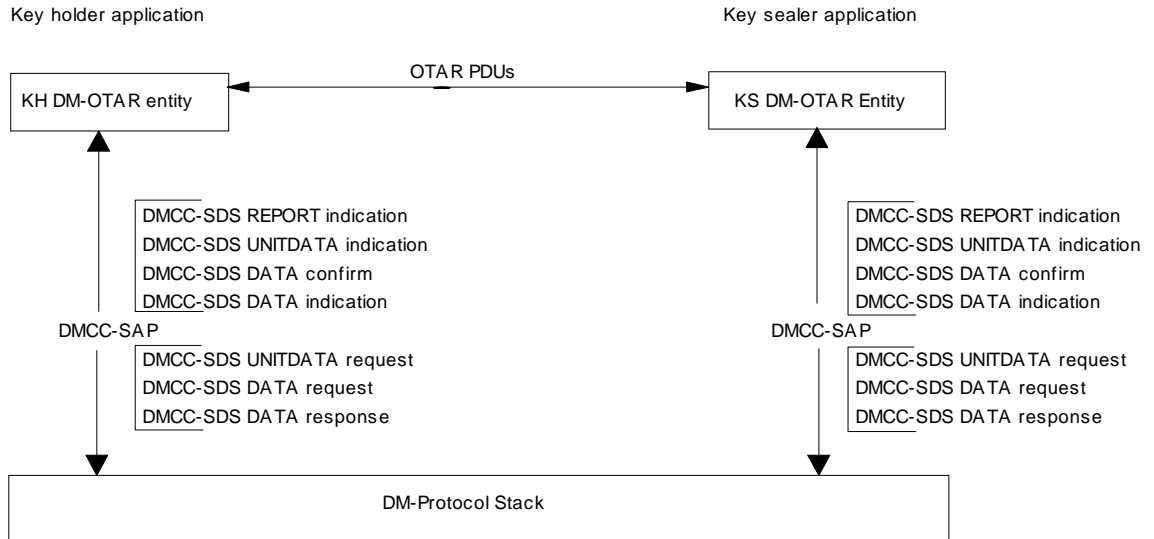 Key holder application
Key sealer application
OTAR PDUs
KH DM-OTAR entity
KS DM-OTAR Entity
DMCC-SDS REPORT indication
DMCC-SDS UNITDATA indication
DMCC-SDS DATA confirm
DMCC-SDS DATA indication
DMCC-SAP
DMCC-SDS UNITDATA request
DMCC-SDS DATA request
DMCC-SDS DATA response
DMCC-SDS REPORT indication
DMCC-SDS UNITDATA indication
DMCC-SDS DATA confirm
DMCC-SDS DATA indication
DMCC-SAP
DMCC-SDS UNITDATA request
DMCC-SDS DATA request
DMCC-SDS DATA response
DM-Protocol Stack